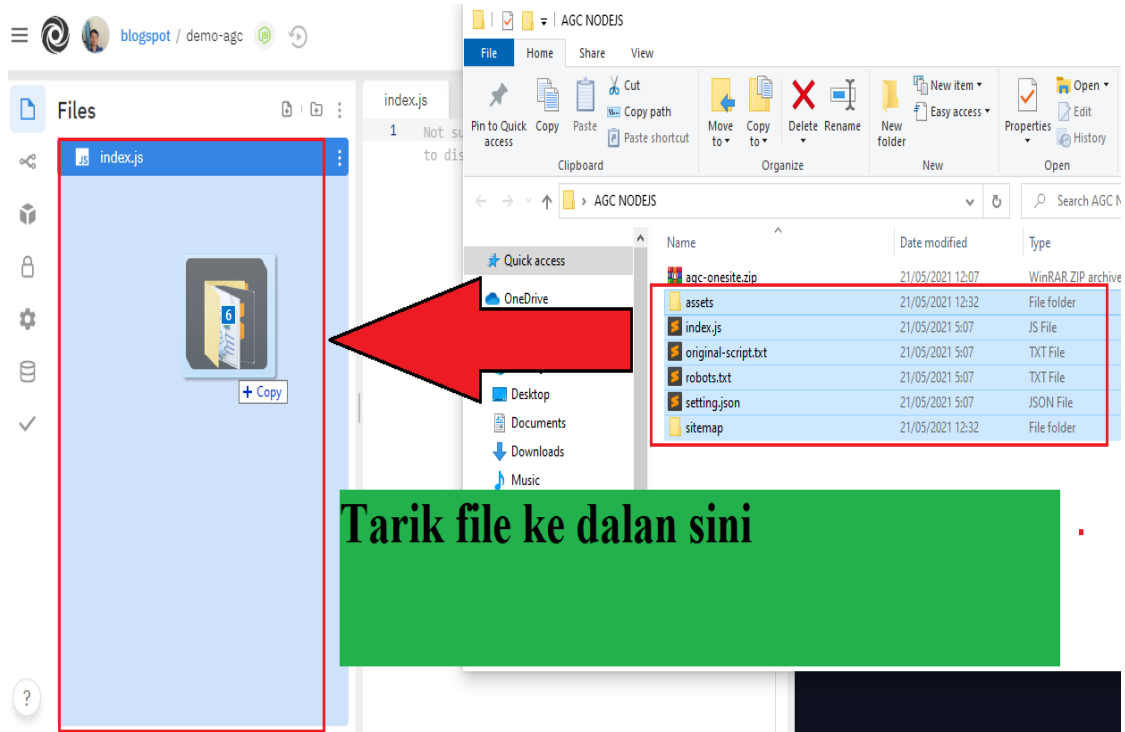 blogspot / demo-agc
Files
index.js
6
+ Copy
?
index.js
1 Not su
to dis
AGC NODEJS
File Home Share View
Pin to Quick access
Copy
Paste
Cut
Copy path
Paste shortcut
Clipboard
Move to
Copy to
Delete
Rename
Organize
New folder
New item
Easy access
New
Properties
Open
Edit
History
Open
AGC NODEJS
Search AGC N
Quick access
OneDrive
Desktop
Documents
Downloads
Music
Name Date modified Type
agc-onesite.zip 21/05/2021 12:07 WinRAR ZIP archive
assets 21/05/2021 12:32 File folder
index.js 21/05/2021 5:07 JS File
original-script.txt 21/05/2021 5:07 TXT File
robots.txt 21/05/2021 5:07 TXT File
setting.json 21/05/2021 5:07 JSON File
sitemap 21/05/2021 12:32 File folder
Tarik file ke dalan sini